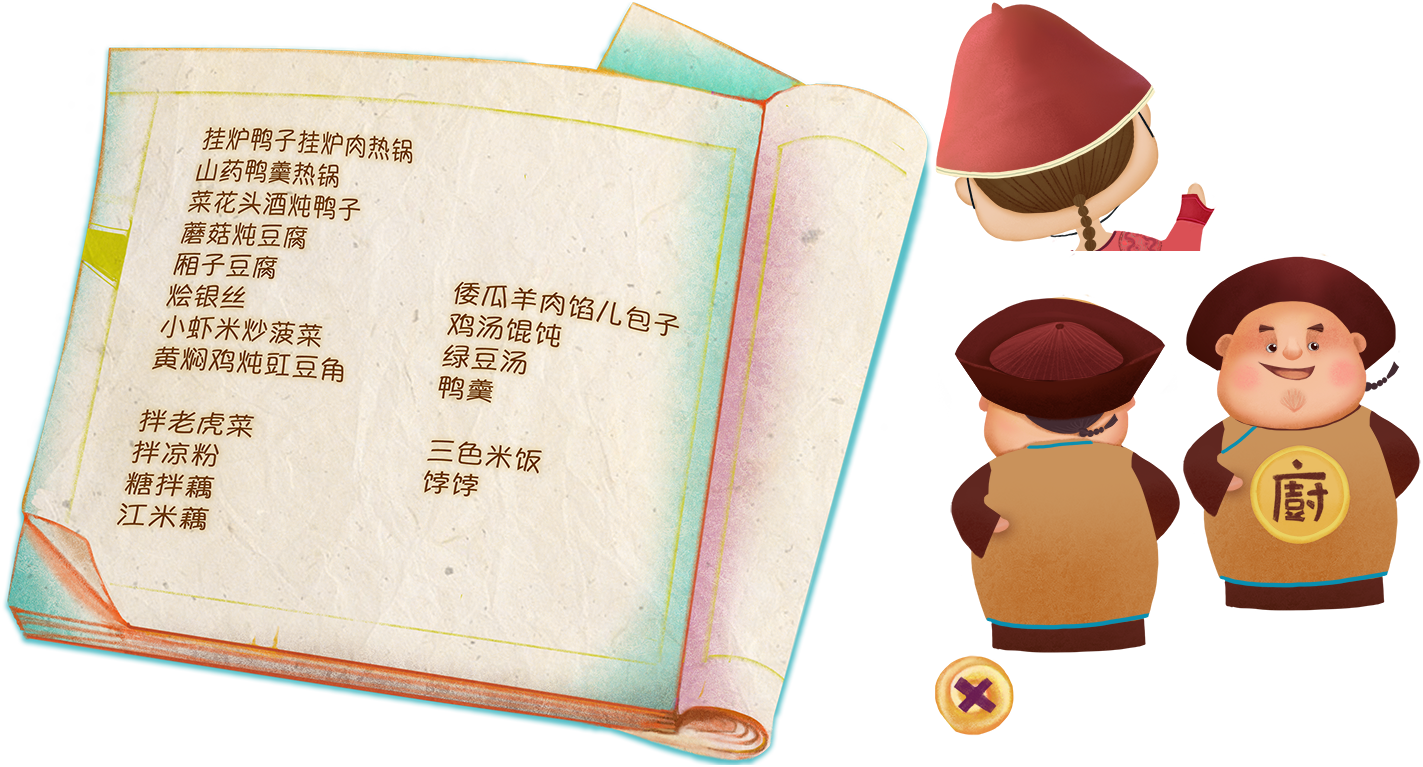 挂炉鸭子挂炉肉热锅
山药鸭羹热锅
菜花头酒炖鸭子
蘑菇炖豆腐
厢子豆腐
烩银丝
小虾米炒菠菜
黄焖鸡炖豇豆角
拌老虎菜
拌凉粉
糖拌藕
江米藕
倭瓜羊肉馅儿包子
鸡汤馄饨
绿豆汤
鸭羹
三色米饭
饽饽
廚